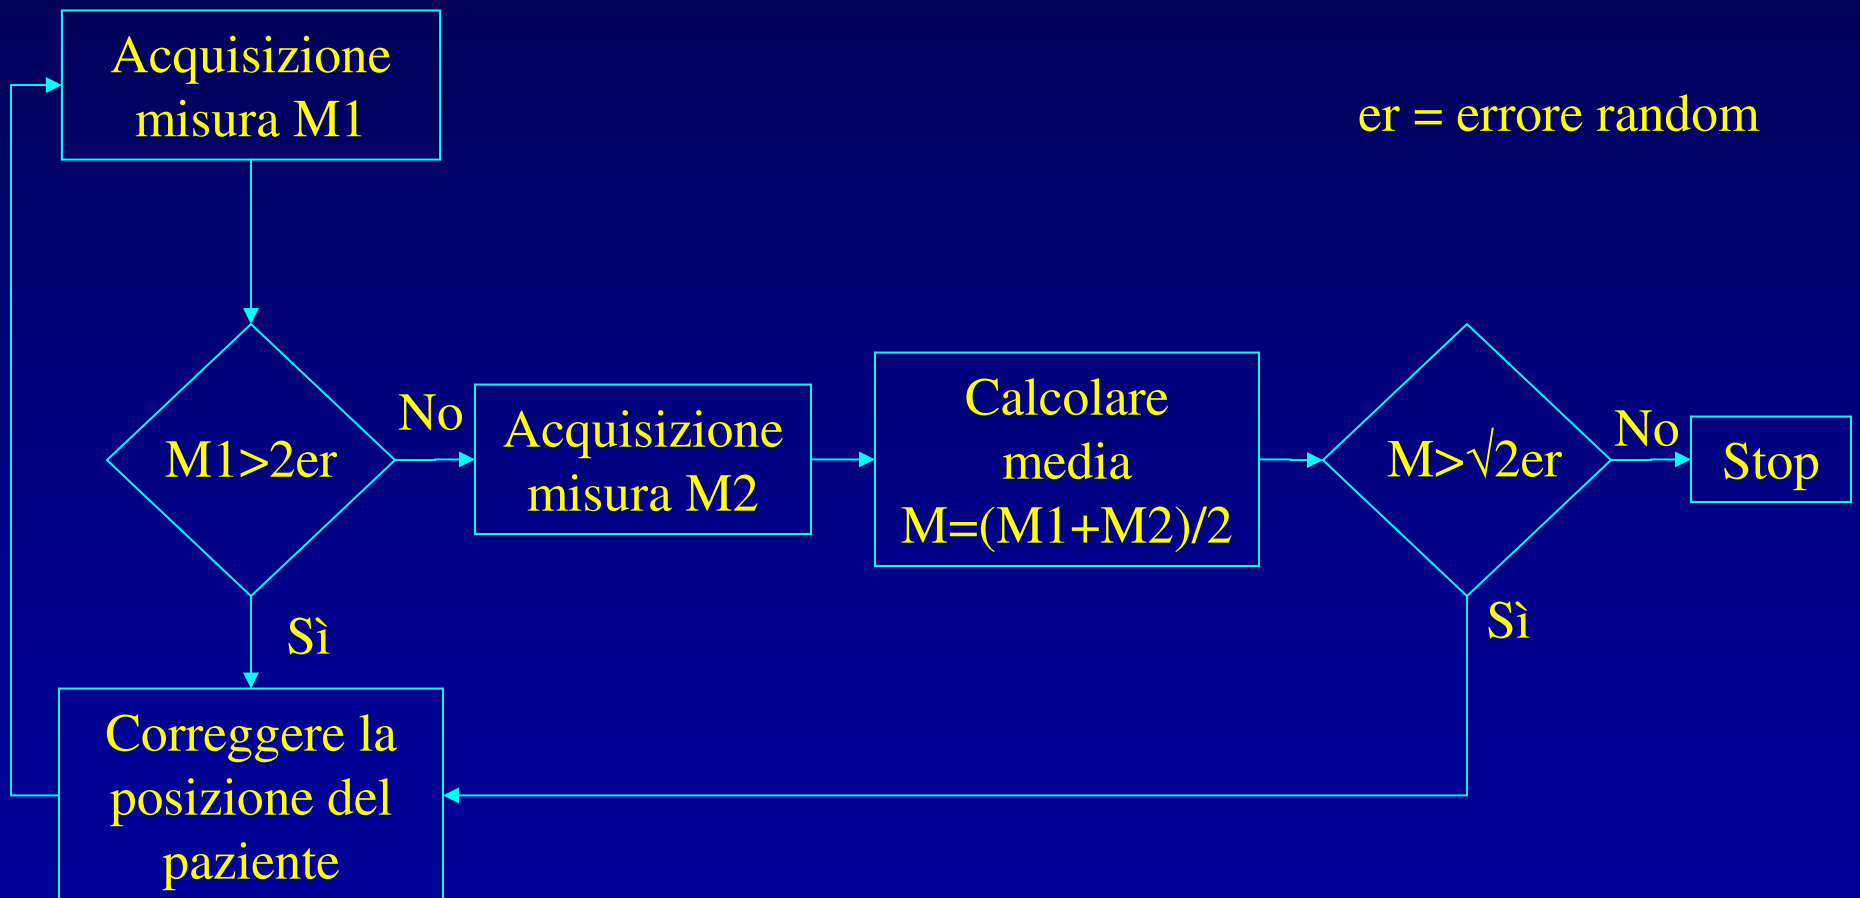 Acquisizione
misura M1
er = errore random
M1>2er
No
Acquisizione
misura M2
Calcolare
media
M=(M1+M2)/2
M>√2er
No
Stop
Sì
Sì
Correggere la
posizione del
paziente